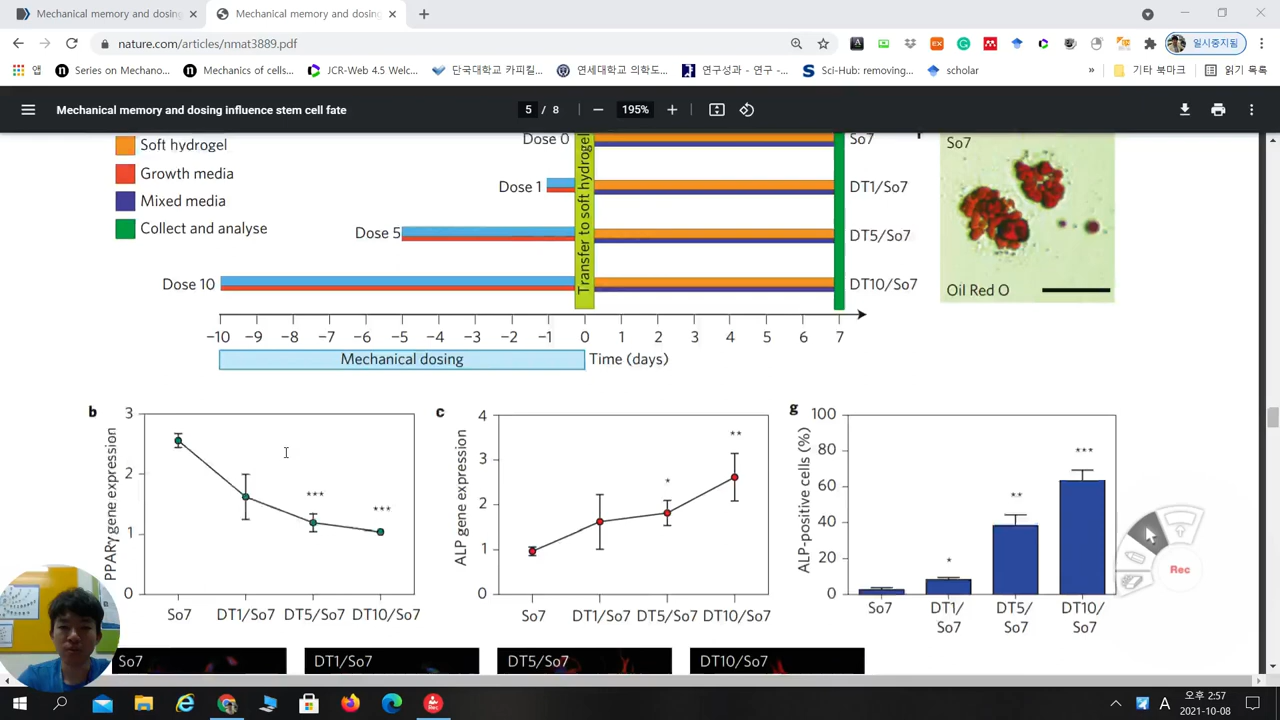 Mechanical memory and dosing
Mechanical memory and dosing
nature.com/articles/nmat3889.pdf
일시중지됨
앱
Series on Mechano...
Mechanics of cells...
JCR-Web 4.5 Welc...
단국대학교 카피킬...
연세대학교 의학도...
연구성과 - 연구 -...
Sci-Hub: removing...
scholar
»
기타 북마크
읽기 목록
Mechanical memory and dosing influence stem cell fate
5 / 8
195%
Soft hydrogel
Growth media
Mixed media
Collect and analyse
Dose 0
Dose 1
Dose 5
Dose 10
Transfer to soft hydrogel
So7
DT1/So7
DT5/So7
DT10/So7
−10 −9 −8 −7 −6 −5 −4 −3 −2 −1 0 1 2 3 4 5 6 7
Mechanical dosing
Time (days)
So7
Oil Red O
b
PPARγ gene expression
3
2
1
0
***
***
So7 DT1/So7 DT5/So7 DT10/So7
c
ALP gene expression
4
3
2
1
0
*
**
So7 DT1/So7 DT5/So7 DT10/So7
g
ALP-positive cells (%)
100
80
60
40
20
0
*
**
***
So7 DT1/ DT5/ DT10/
So7 So7 So7
Rec
So7
DT1/So7
DT5/So7
DT10/So7
Rec
A
오후 2:57
2021-10-08